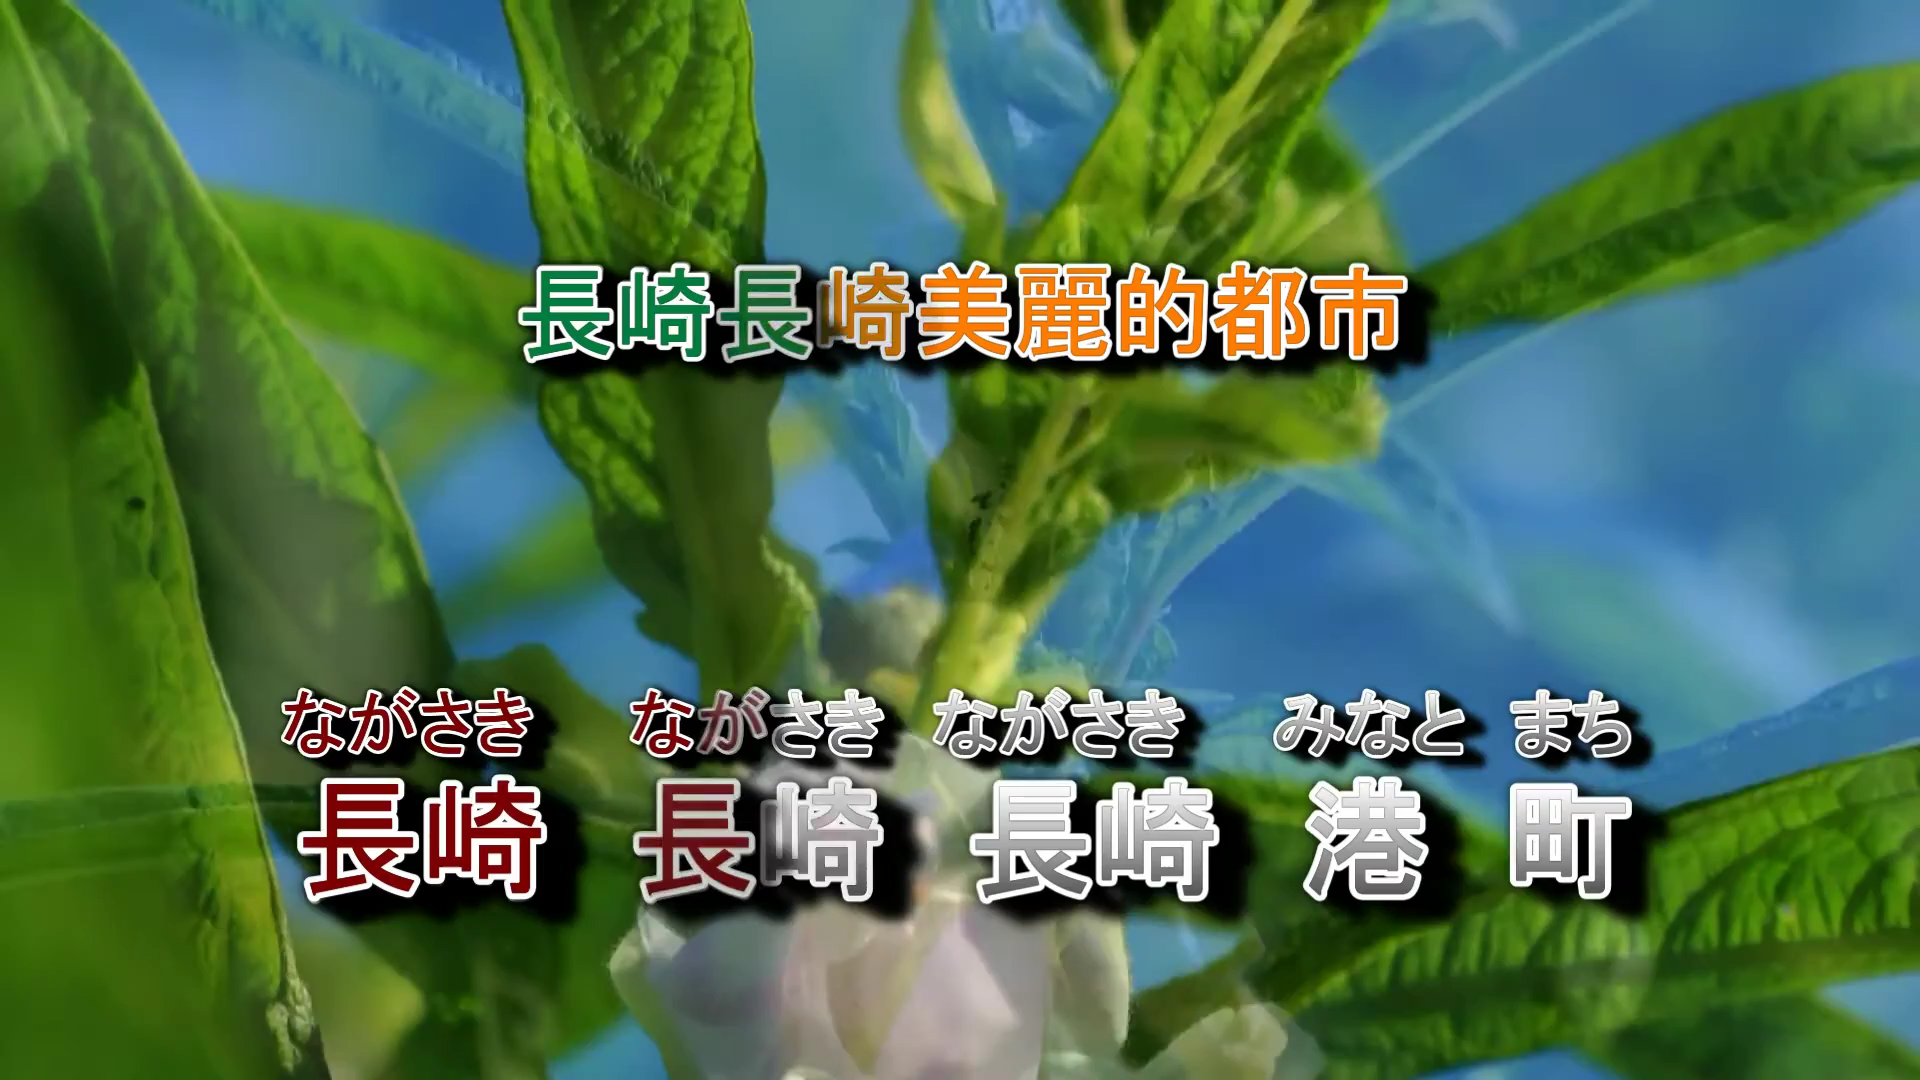 長崎長崎美麗的都市
ながさき ながさき ながさき みなと まち
長崎 長崎 長崎 港 町